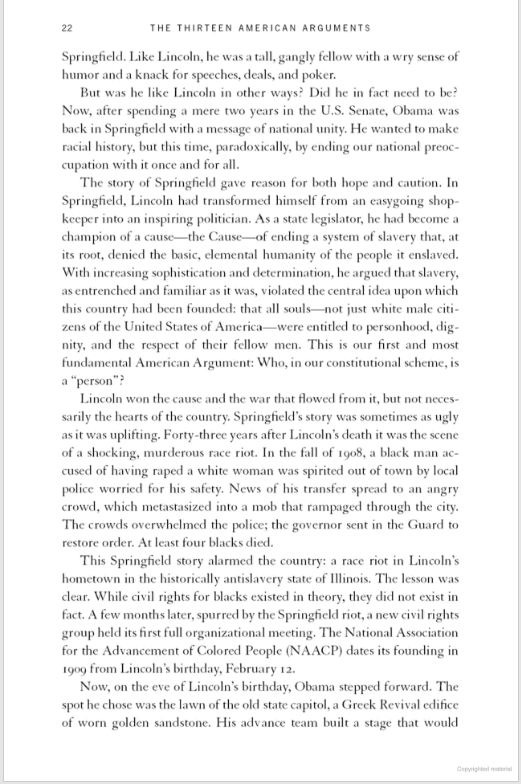 22 THE THIRTEEN AMERICAN ARGUMENTS
Springfield. Like Lincoln, he was a tall, gangly fellow with a wry sense of
humor and a knack for speeches, deals, and poker.
But was he like Lincoln in other ways? Did he in fact need to be?
Now, after spending a mere two years in the U.S. Senate, Obama was
back in Springfield with a message of national unity. He wanted to make
racial history, but this time, paradoxically, by ending our national preoc-
cupation with it once and for all.
The story of Springfield gave reason for both hope and caution. In
Springfield, Lincoln had transformed himself from an easygoing shop-
keeper into an inspiring politician. As a state legislator, he had become a
champion of a cause—the Cause—of ending a system of slavery that, at
its root, denied the basic, elemental humanity of the people it enslaved.
With increasing sophistication and determination, he argued that slavery,
as entrenched and familiar as it was, violated the central idea upon which
this country had been founded: that all souls—not just white male citi-
zens of the United States of America—were entitled to personhood, dig-
nity, and the respect of their fellow men. This is our first and most
fundamental American Argument: Who, in our constitutional scheme, is
a "person"?
Lincoln won the cause and the war that flowed from it, but not neces-
sarily the hearts of the country. Springfield's story was sometimes as ugly
as it was uplifting. Forty-three years after Lincoln's death it was the scene
of a shocking, murderous race riot. In the fall of 1908, a black man ac-
cused of having raped a white woman was spirited out of town by local
police worried for his safety. News of his transfer spread to an angry
crowd, which metastasized into a mob that rampaged through the city.
The crowds overwhelmed the police; the governor sent in the Guard to
restore order. At least four blacks died.
This Springfield story alarmed the country: a race riot in Lincoln's
hometown in the historically antislavery state of Illinois. The lesson was
clear. While civil rights for blacks existed in theory, they did not exist in
fact. A few months later, spurred by the Springfield riot, a new civil rights
group held its first full organizational meeting. The National Association
for the Advancement of Colored People (NAACP) dates its founding in
1909 from Lincoln's birthday, February 12.
Now, on the eve of Lincoln's birthday, Obama stepped forward. The
spot he chose was the lawn of the old state capitol, a Greek Revival edifice
of worn golden sandstone. His advance team built a stage that would
Copyrighted material